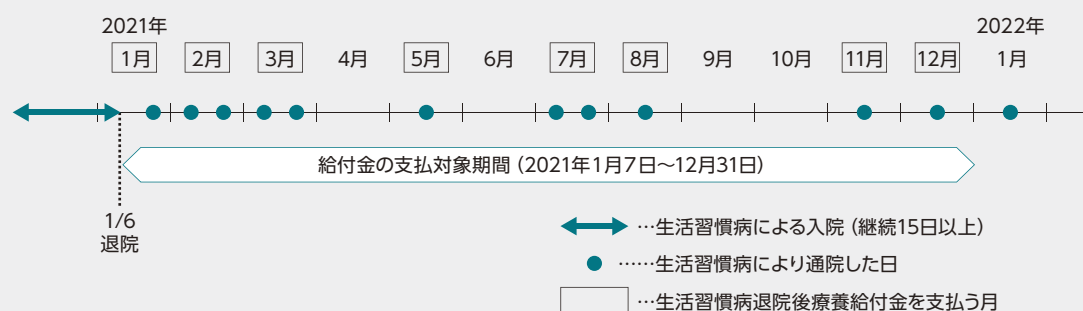 2021年 2022年
1月 2月 3月 4月 5月 6月 7月 8月 9月 10月 11月 12月 1月
給付金の支払対象期間（2021年1月7日～12月31日）
1/6
退院
…生活習慣病による入院（継続15日以上）
……生活習慣病により通院した日
…生活習慣病退院後療養給付金を支払う月